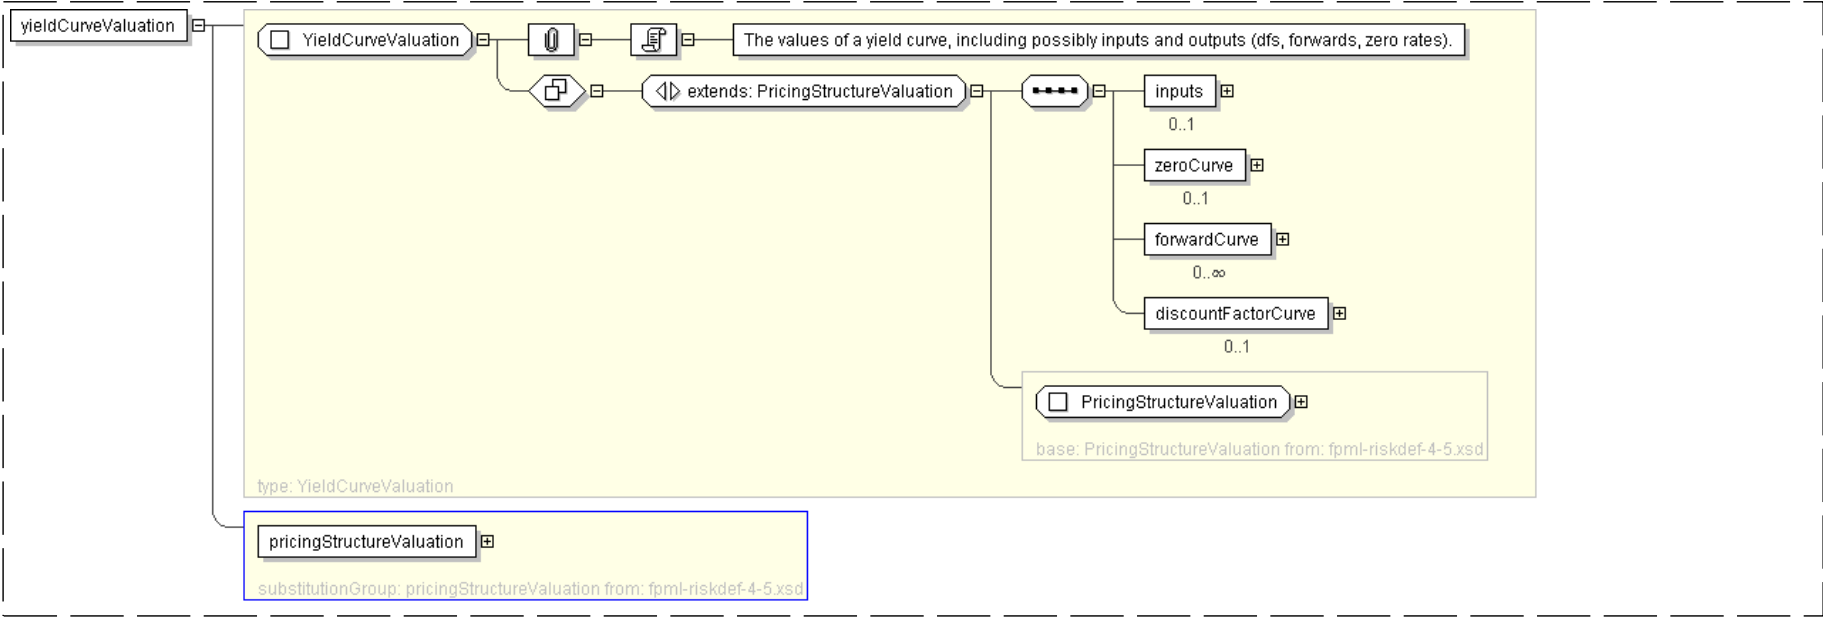 yieldCurveValuation
YieldCurveValuation
The values of a yield curve, including possibly inputs and outputs (dfs, forwards, zero rates).
extends: PricingStructureValuation
inputs
0..1
zeroCurve
0..1
forwardCurve
0..∞
discountFactorCurve
0..1
PricingStructureValuation
base: PricingStructureValuation from: fpml-riskdef-4-5.xsd
type: YieldCurveValuation
pricingStructureValuation
substitutionGroup: pricingStructureValuation from: fpml-riskdef-4-5.xsd